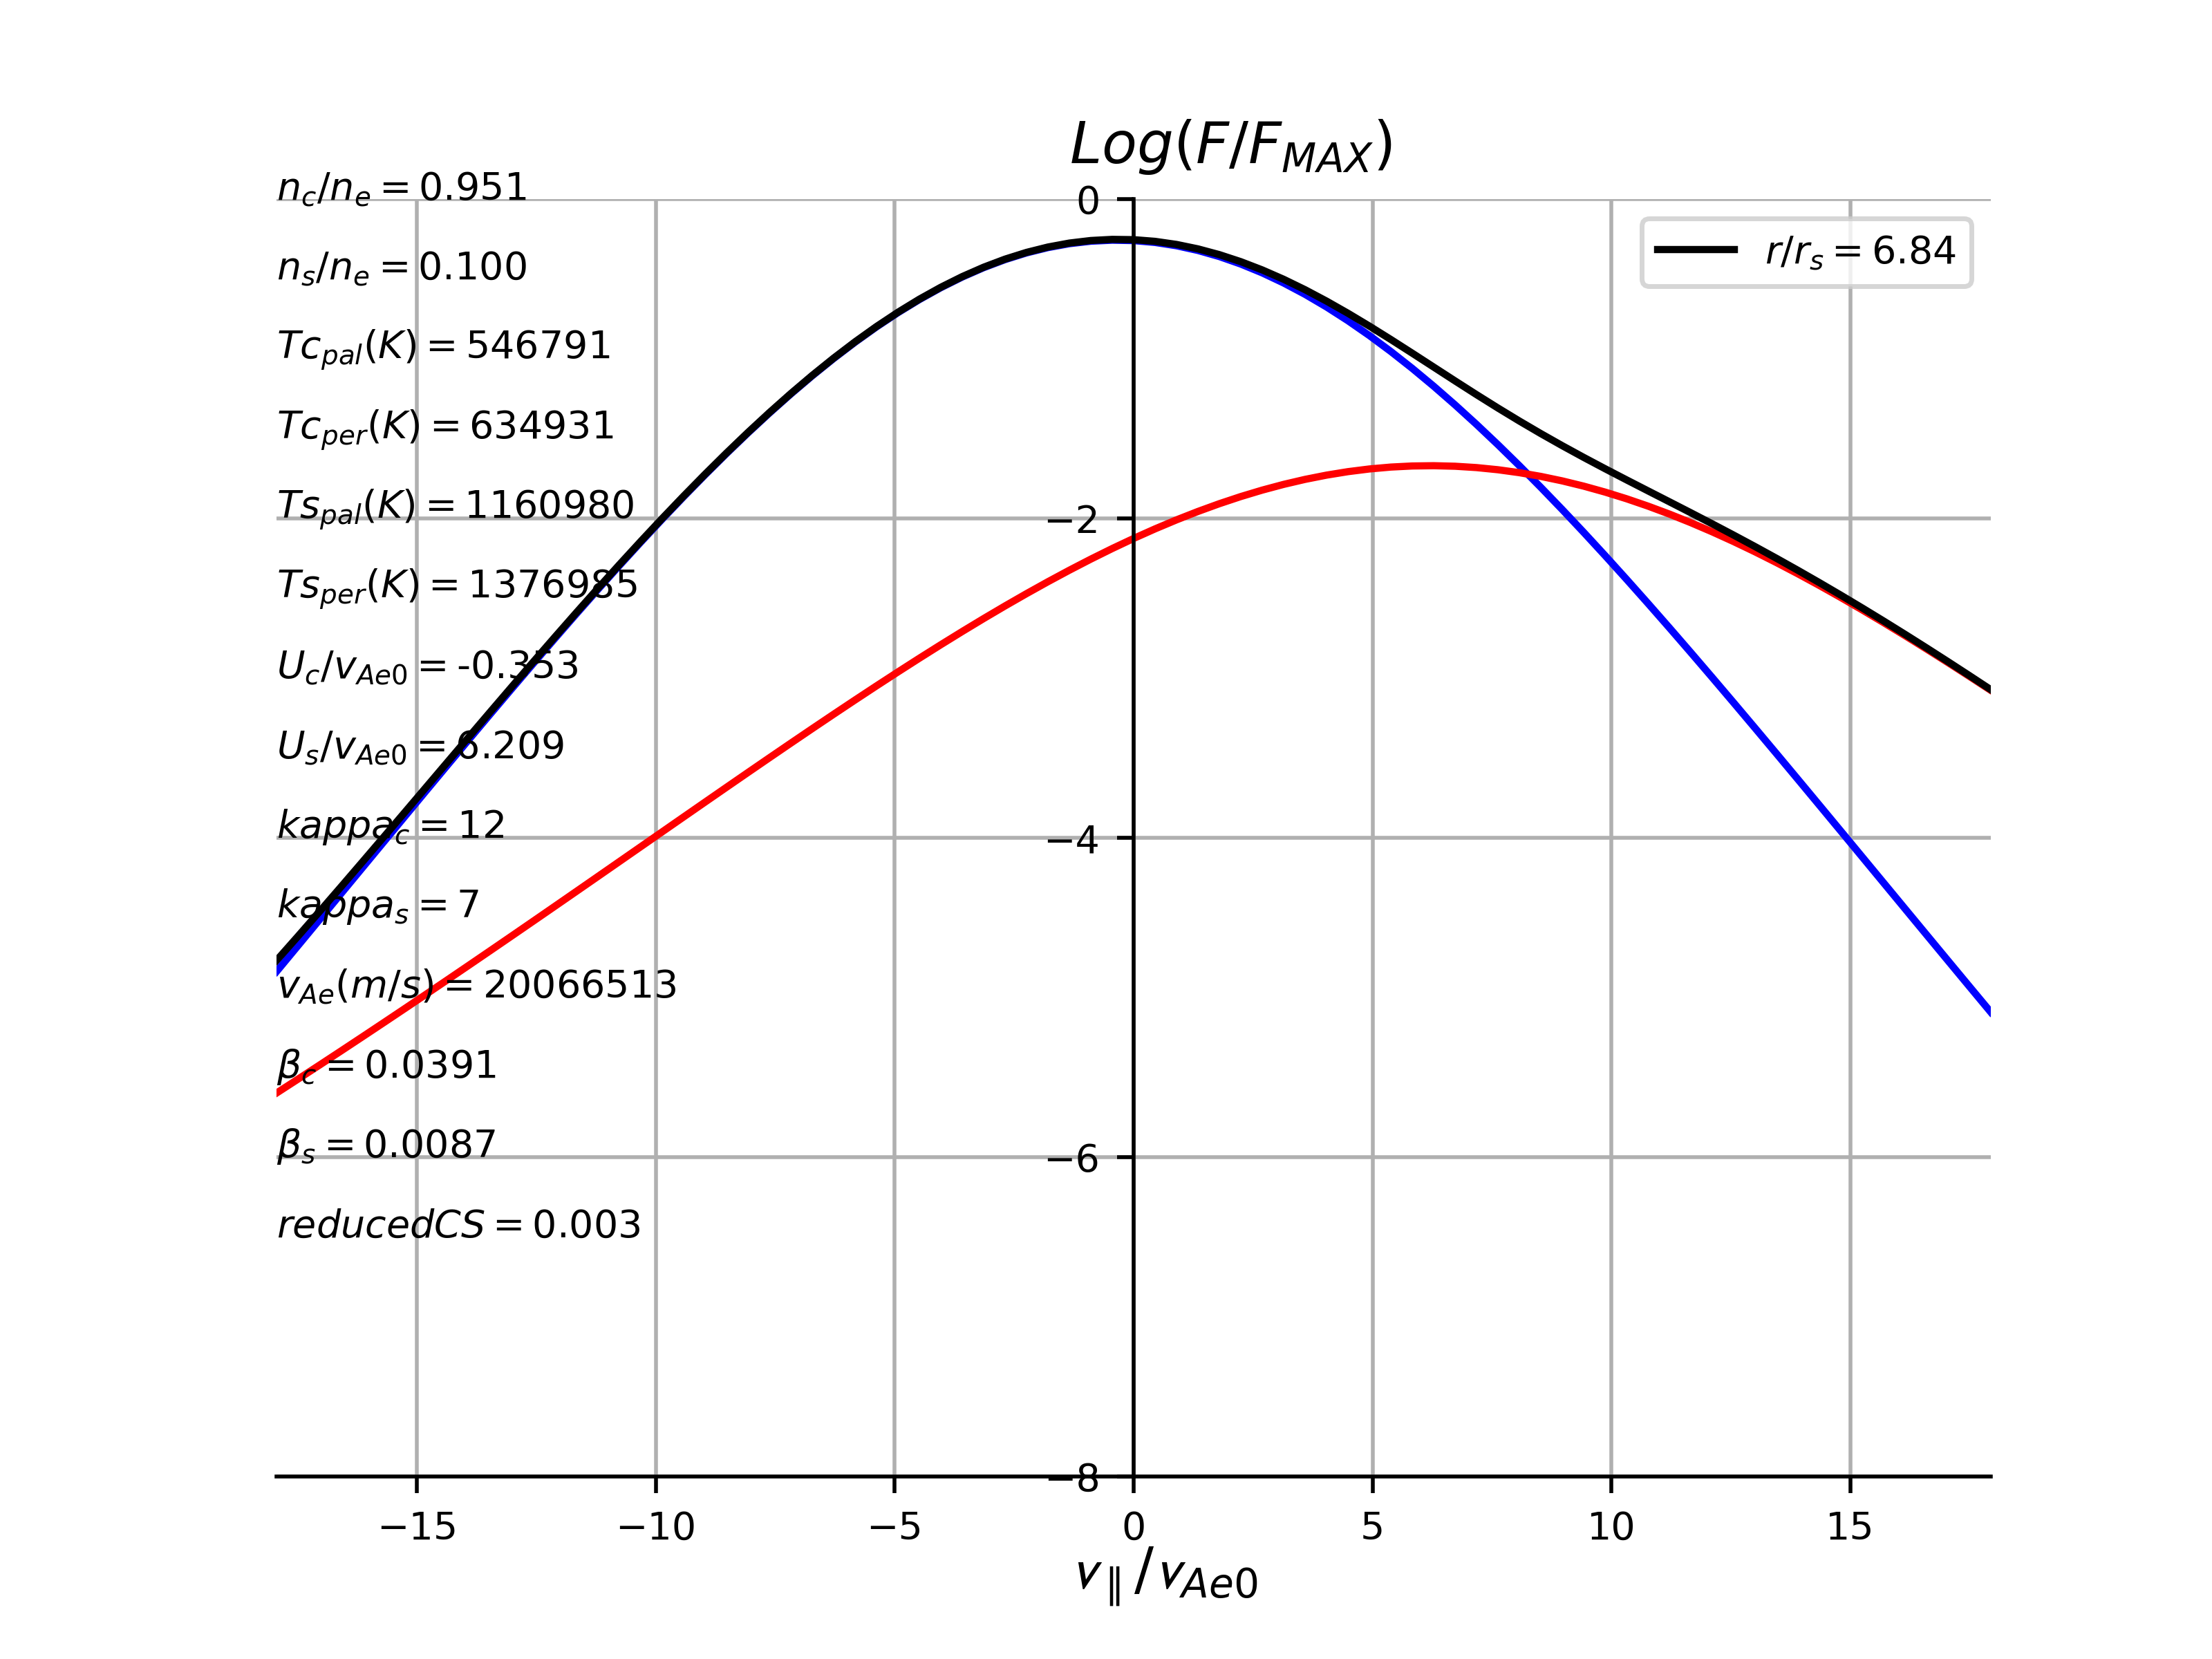 Log(F/F_MAX)
n_c/n_e = 0.951
0
n_s/n_e = 0.100
r/r_s = 6.84
Tc_pal(K) = 546791
Tc_per(K) = 634931
Ts_pal(K) = 1160980
−2
Ts_per(K) = 1376985
U_c/v_Ae0 = -0.353
U_s/v_Ae0 = 6.209
kappa_c = 12
−4
kappa_s = 7
v_Ae(m/s) = 20066513
β_c = 0.0391
β_s = 0.0087
−6
reducedCS = 0.003
−8
−15 −10 −5 0 5 10 15
v_∥/v_Ae0